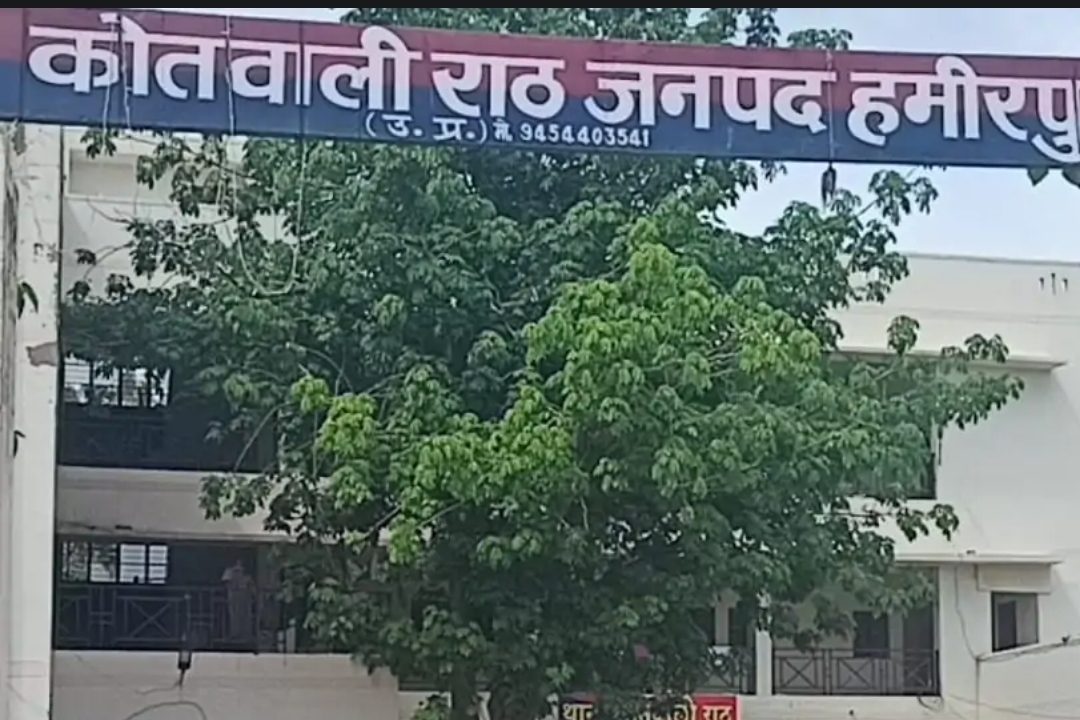 कोतवाली राठ जनपद हमीरपु
(उ. प्र.) मो. 9454403541
राठ